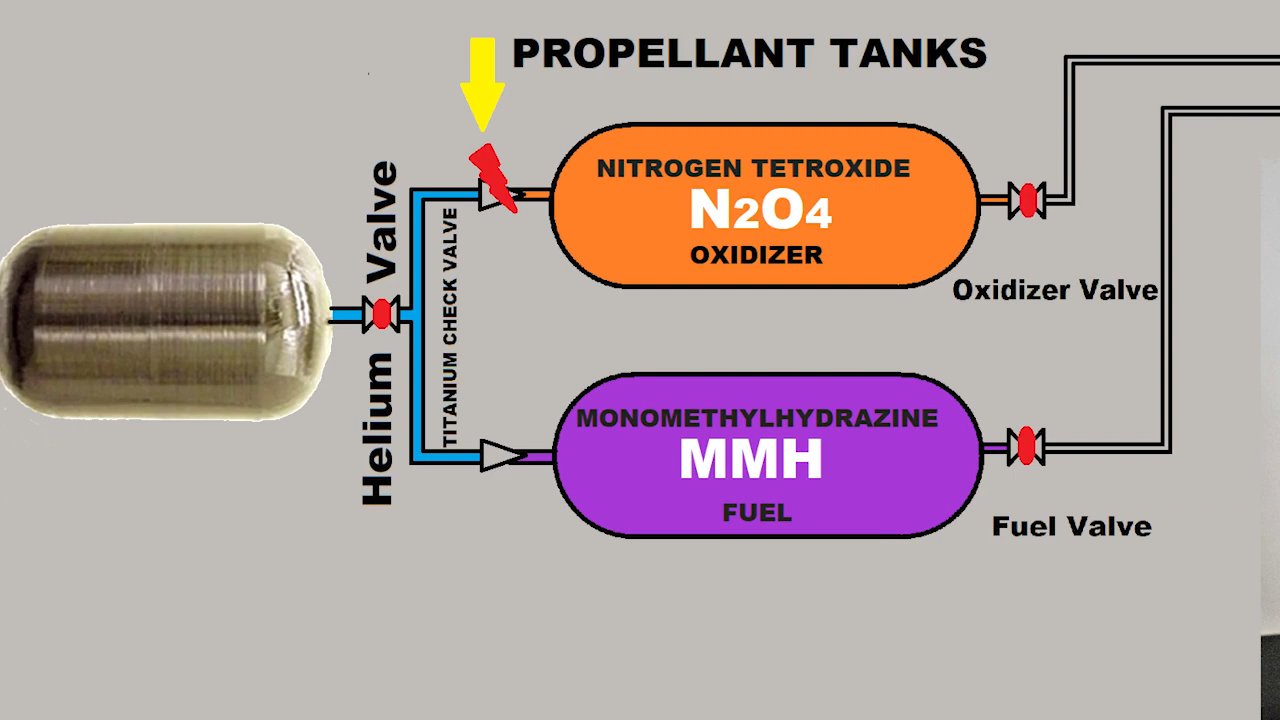 PROPELLANT TANKS
NITROGEN TETROXIDE
N2O4
OXIDIZER
Helium Valve
TITANIUM CHECK VALVE
Oxidizer Valve
MONOMETHYLHYDRAZINE
MMH
FUEL
Fuel Valve